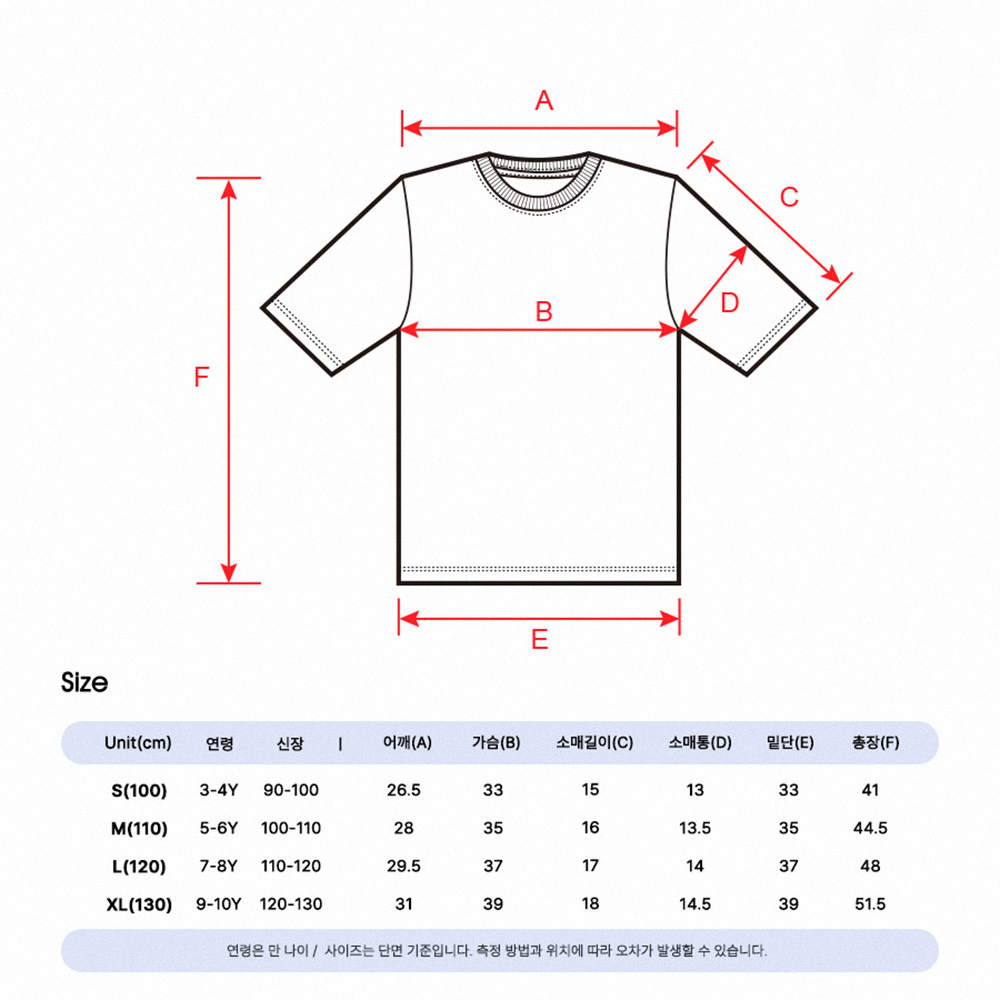 A
C
D
B
F
E
Size
Unit(cm) 연령 신장 | 어깨(A) 가슴(B) 소매길이(C) 소매통(D) 밑단(E) 총장(F)
S(100) 3-4Y 90-100 26.5 33 15 13 33 41
M(110) 5-6Y 100-110 28 35 16 13.5 35 44.5
L(120) 7-8Y 110-120 29.5 37 17 14 37 48
XL(130) 9-10Y 120-130 31 39 18 14.5 39 51.5
연령은 만 나이 / 사이즈는 단면 기준입니다. 측정 방법과 위치에 따라 오차가 발생할 수 있습니다.